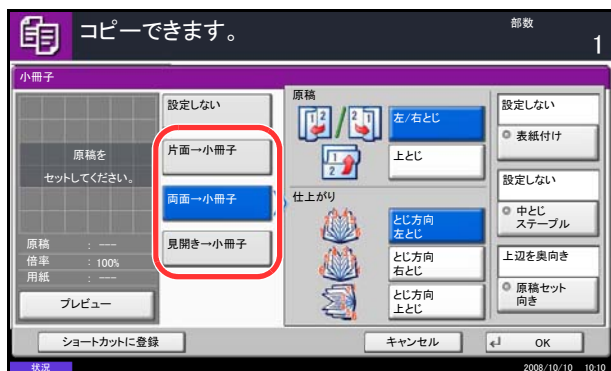 コピーできます。
部数
1
小冊子
原稿を
セットしてください。
原稿 : ---
倍率 : 100%
用紙 : ---
プレビュー
設定しない
片面→小冊子
両面→小冊子
見開き→小冊子
原稿
1 2 / 2 1
左/右とじ
1 2
上とじ
仕上がり
とじ方向
左とじ
とじ方向
右とじ
とじ方向
上とじ
設定しない
表紙付け
設定しない
中とじ
ステープル
上辺を奥向き
原稿セット
向き
ショートカットに登録
キャンセル
OK
状況
2008/10/10 10:10